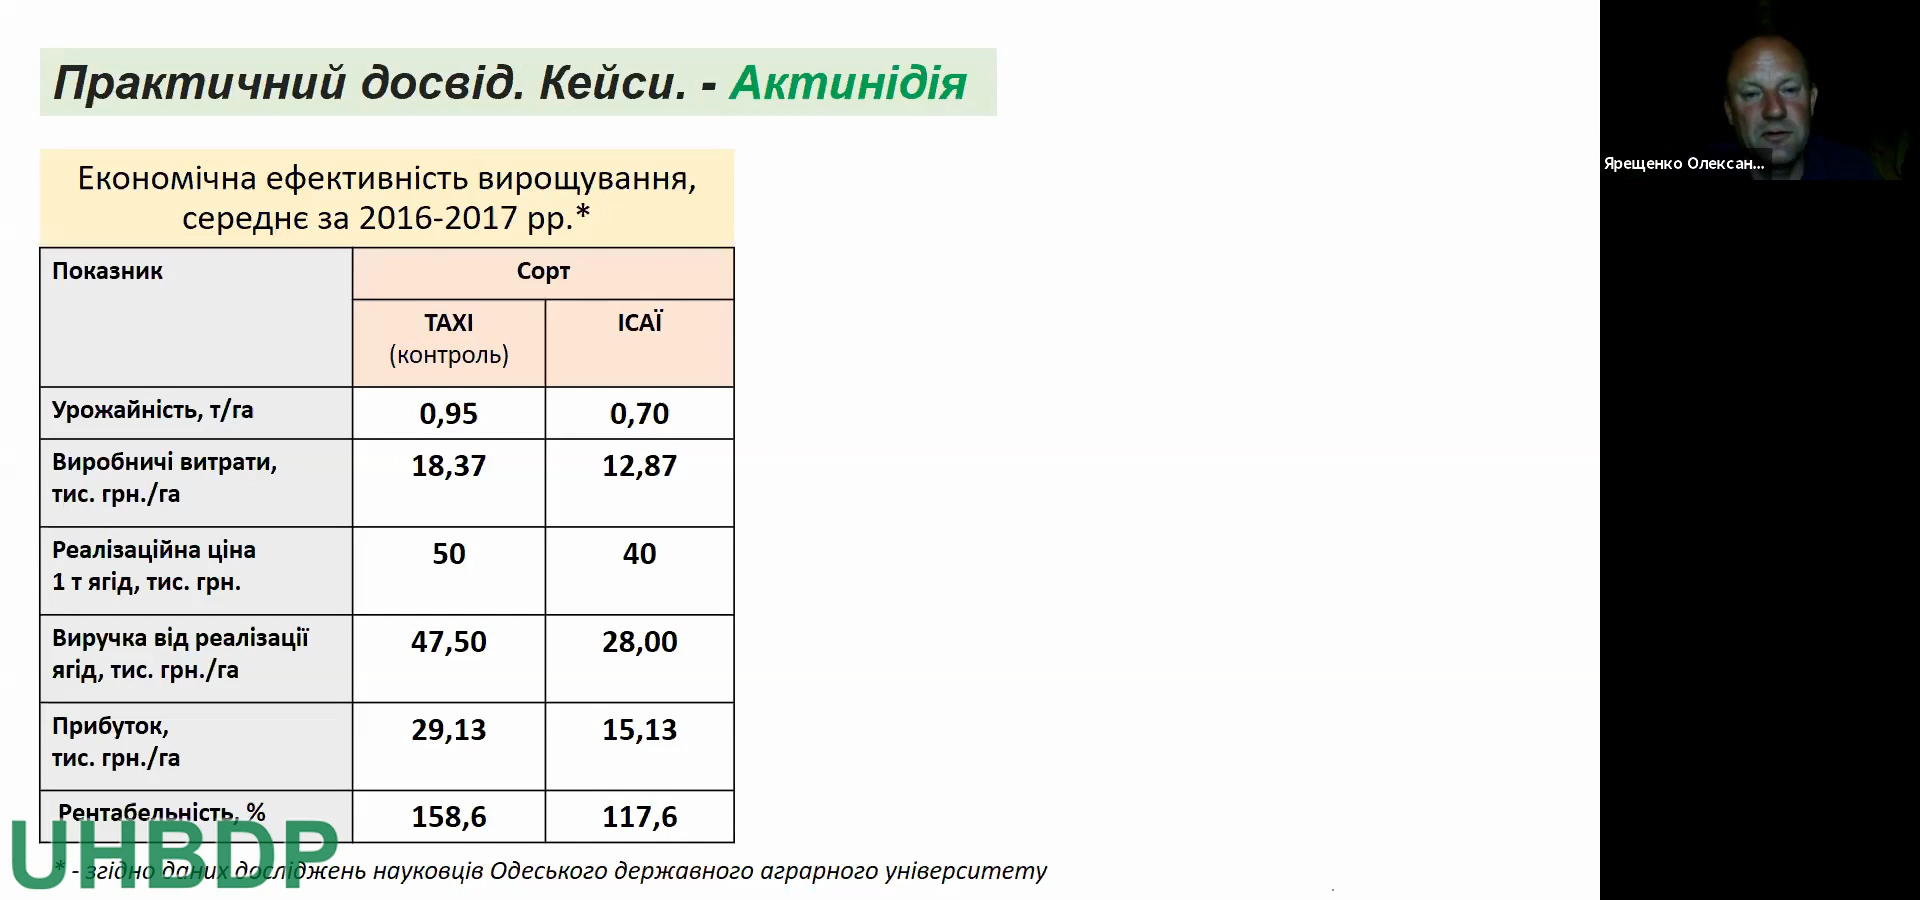 Практичний досвід. Кейси. - Актинідія
Ярещенко Олексан...
Економічна ефективність вирощування,
середнє за 2016-2017 рр.*
Показник
Сорт
ТАХІ
(контроль)
ІСАЇ
Урожайність, т/га
0,95
0,70
Виробничі витрати,
тис. грн./га
18,37
12,87
Реалізаційна ціна
1 т ягід, тис. грн.
50
40
Виручка від реалізації
ягід, тис. грн./га
47,50
28,00
Прибуток,
тис. грн./га
29,13
15,13
Рентабельність, %
158,6
117,6
UHBDP
* - згідно даних досліджень науковців Одеського державного аграрного університету